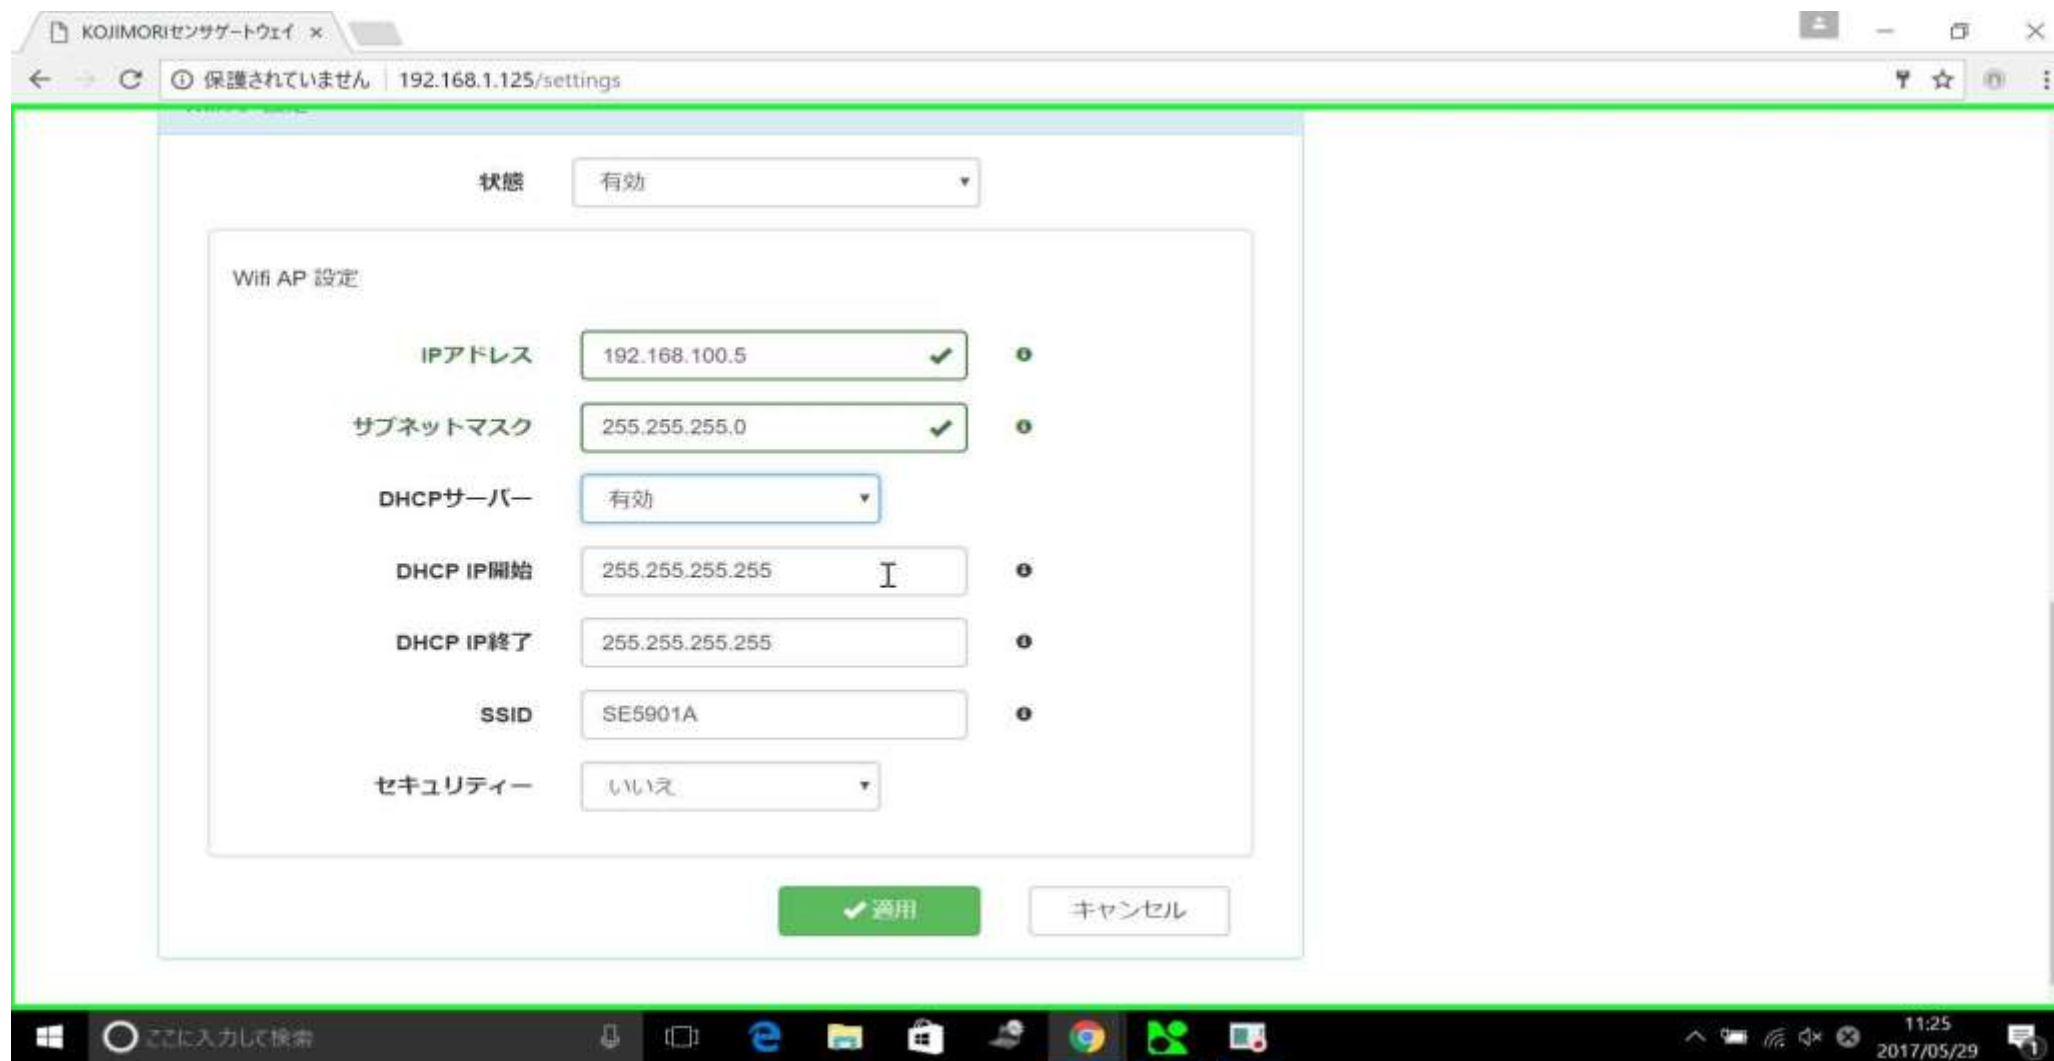 KOJIMORIセンサゲートウェイ
保護されていません 192.168.1.125/settings
状態 有効
Wifi AP 設定
IPアドレス 192.168.100.5
サブネットマスク 255.255.255.0
DHCPサーバー 有効
DHCP IP開始 255.255.255.255
DHCP IP終了 255.255.255.255
SSID SE5901A
セキュリティー いいえ
適用 キャンセル
ここに入力して検索
11:25
2017/05/29